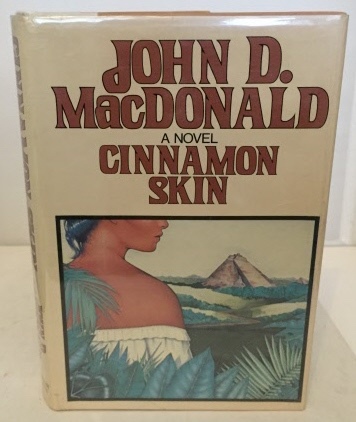 JOHN D.
MACDONALD
A NOVEL
CINNAMON
SKIN